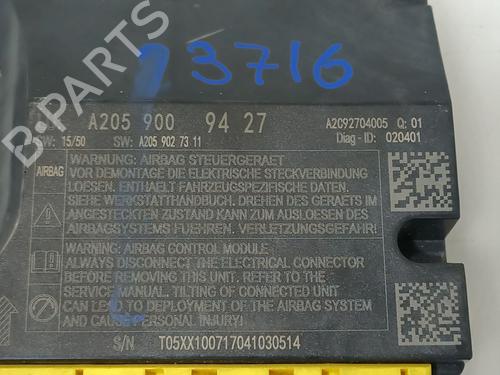 13716
A205 900 94 27
A2C92704005 Q: 01
HW: 15/50 SW: A205 902 73 11
Diag - ID: 020401
AIRBAG
WARNUNG: AIRBAG STEUERGERAET
VOR DEMONTAGE DIE ELEKTRISCHE STECKVERBINDUNG
LOESEN. ENTHAELT FAHRZEUGSPEZIFISCHE DATEN.
SIEHE WERKSTATTHANDBUCH. DREHEN DES GERAETS IM
ANGESTECKTEN ZUSTAND KANN ZUM AUSLOESEN DES
AIRBAGSYSTEMS FUEHREN. VERLETZUNGSGEFAHR!
WARNING: AIRBAG CONTROL MODULE
ALWAYS DISCONNECT THE ELECTRICAL CONNECTOR
BEFORE REMOVING THIS UNIT. REFER TO THE
SERVICE MANUAL. TILTING OF CONNECTED UNIT
CAN LEAD TO DEPLOYMENT OF THE AIRBAG SYSTEM
AND CAUSE PERSONAL INJURY!
S/N T05XX100717041030514
B-PARTS